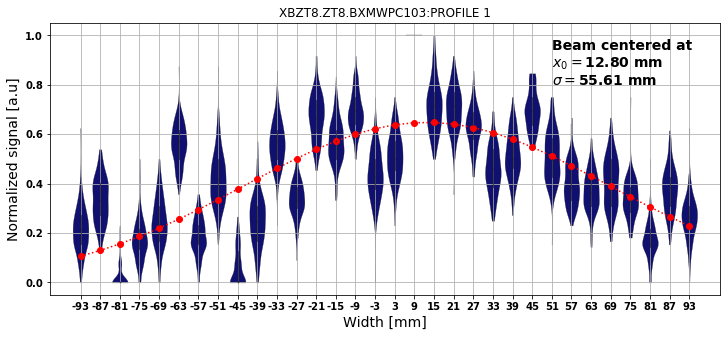 XBZT8.ZT8.BXMWPC103:PROFILE 1
Beam centered at
x₀ = 12.80 mm
σ = 55.61 mm
Normalized signal [a.u]
1.0
0.8
0.6
0.4
0.2
0.0
-93 -87 -81 -75 -69 -63 -57 -51 -45 -39 -33 -27 -21 -15 -9 -3 3 9 15 21 27 33 39 45 51 57 63 69 75 81 87 93
Width [mm]